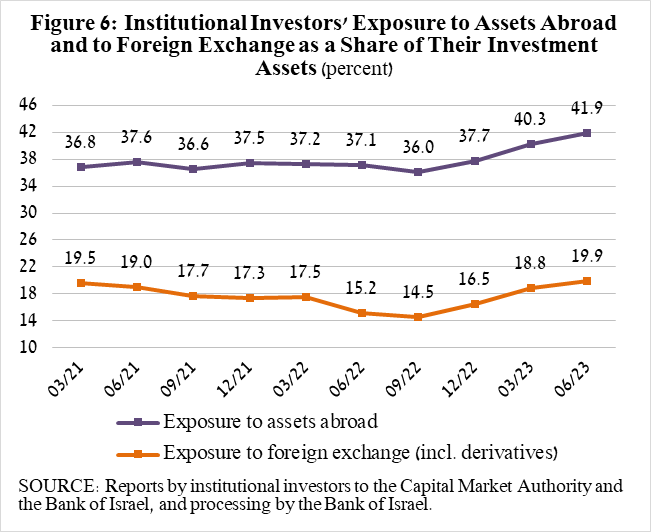 Figure 6: Institutional Investors' Exposure to Assets Abroad
and to Foreign Exchange as a Share of Their Investment
Assets (percent)
46
42
38
34
30
26
22
18
14
10
36.8 37.6 36.6 37.5 37.2 37.1 36.0 37.7 40.3 41.9
19.5 19.0 17.7 17.3 17.5 15.2 14.5 16.5 18.8 19.9
03/21 06/21 09/21 12/21 03/22 06/22 09/22 12/22 03/23 06/23
Exposure to assets abroad
Exposure to foreign exchange (incl. derivatives)
SOURCE: Reports by institutional investors to the Capital Market Authority and
the Bank of Israel, and processing by the Bank of Israel.